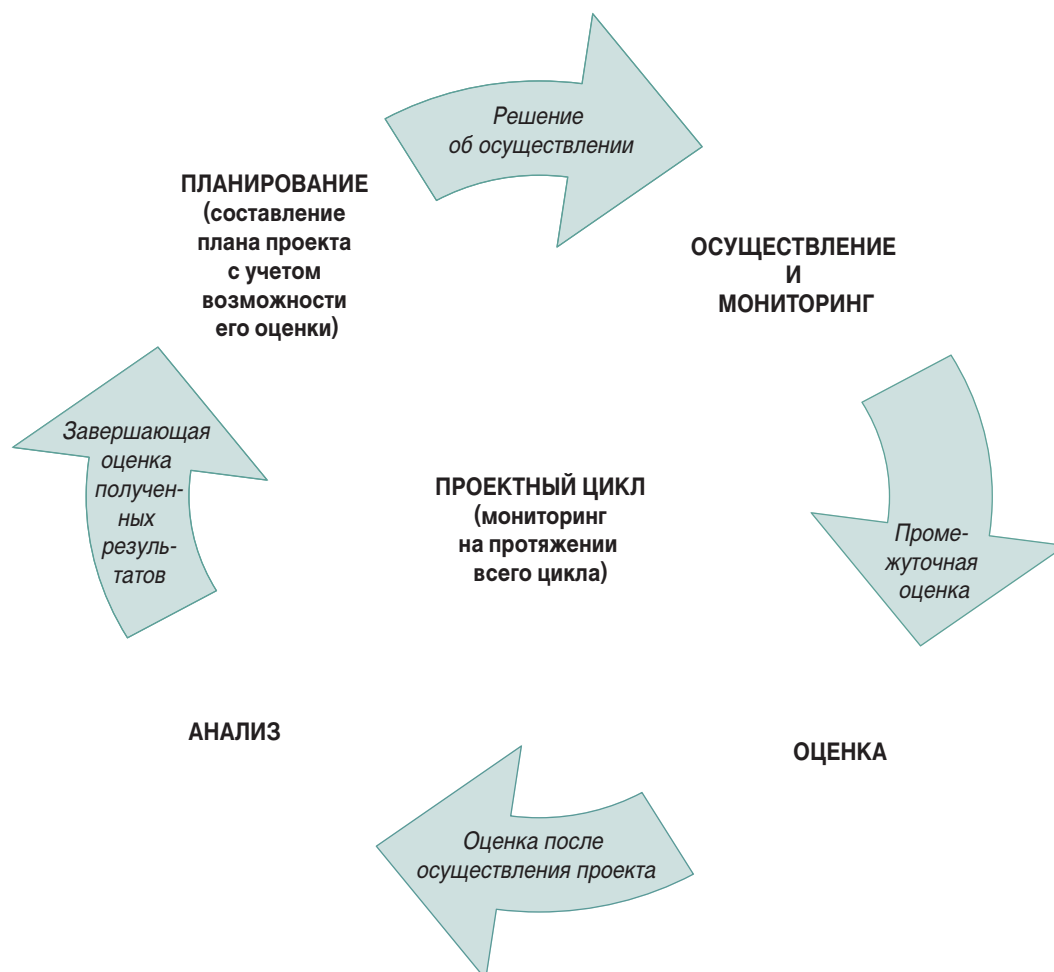 Решение
об осуществлении
ПЛАНИРОВАНИЕ
(составление
плана проекта
с учетом
возможности
его оценки)
ОСУЩЕСТВЛЕНИЕ
И
МОНИТОРИНГ
Завершающая
оценка
получен-
ных
резуль-
татов
ПРОЕКТНЫЙ ЦИКЛ
(мониторинг
на протяжении
всего цикла)
Проме-
жуточная
оценка
АНАЛИЗ
ОЦЕНКА
Оценка после
осуществления проекта